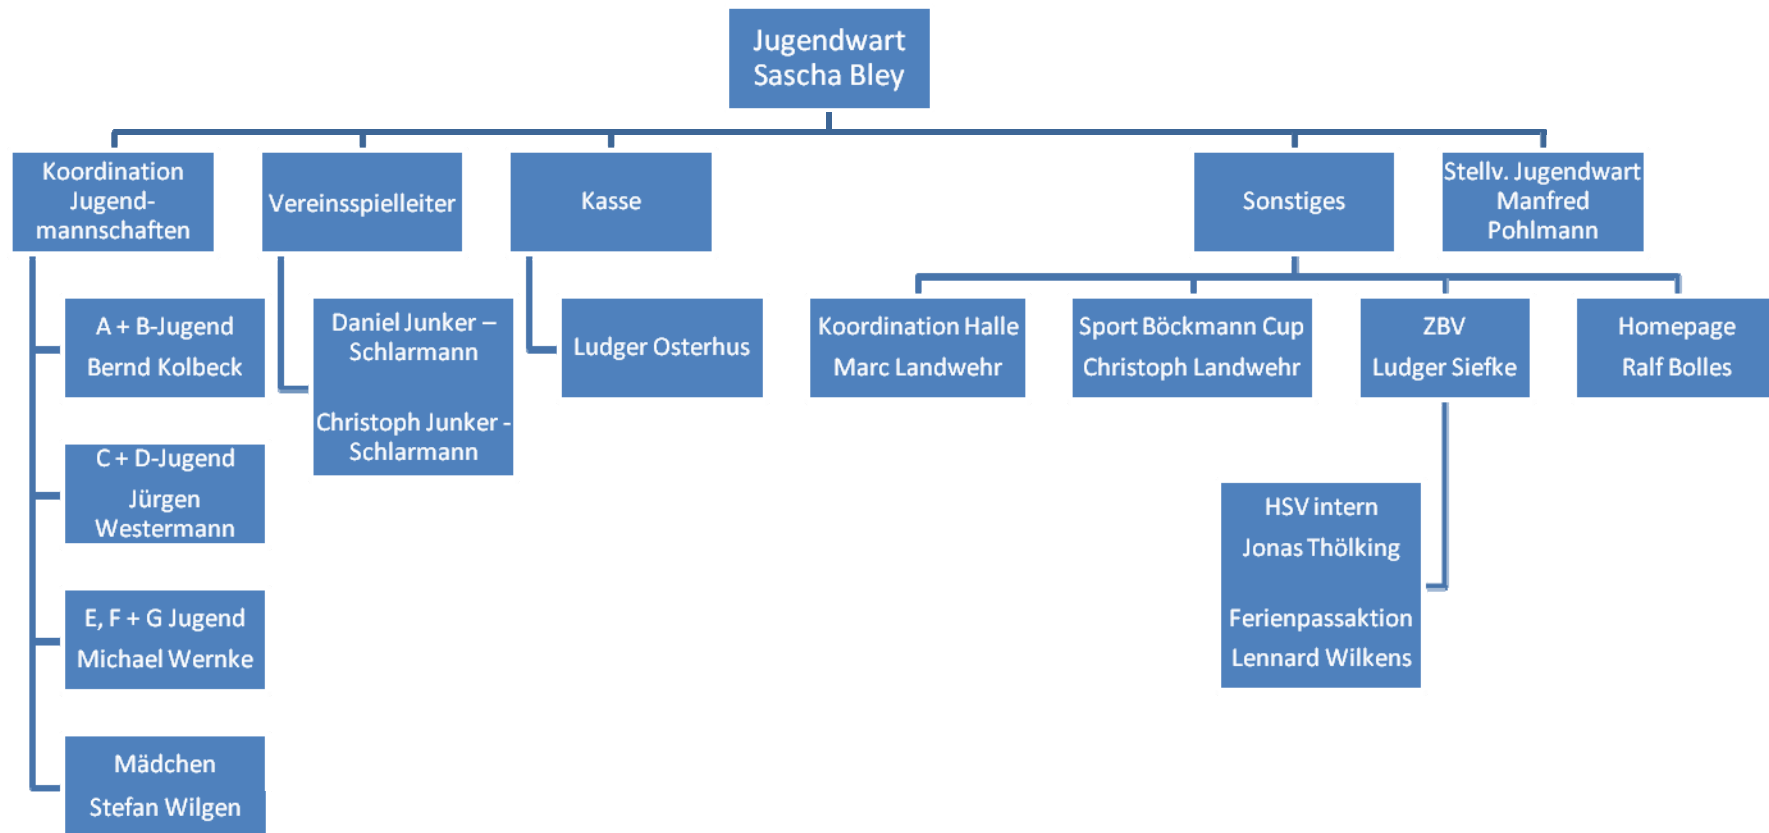 Jugendwart
Sascha Bley
Koordination
Jugend-
mannschaften
Vereinsspielleiter
Kasse
Sonstiges
Stellv. Jugendwart
Manfred
Pohlmann
A + B-Jugend
Bernd Kolbeck
C + D-Jugend
Jürgen
Westermann
E, F + G Jugend
Michael Wernke
Mädchen
Stefan Wilgen
Daniel Junker –
Schlarmann
Christoph Junker -
Schlarmann
Ludger Osterhus
Koordination Halle
Marc Landwehr
Sport Böckmann Cup
Christoph Landwehr
ZBV
Ludger Siefke
Homepage
Ralf Bolles
HSV intern
Jonas Thölking
Ferienpassaktion
Lennard Wilkens